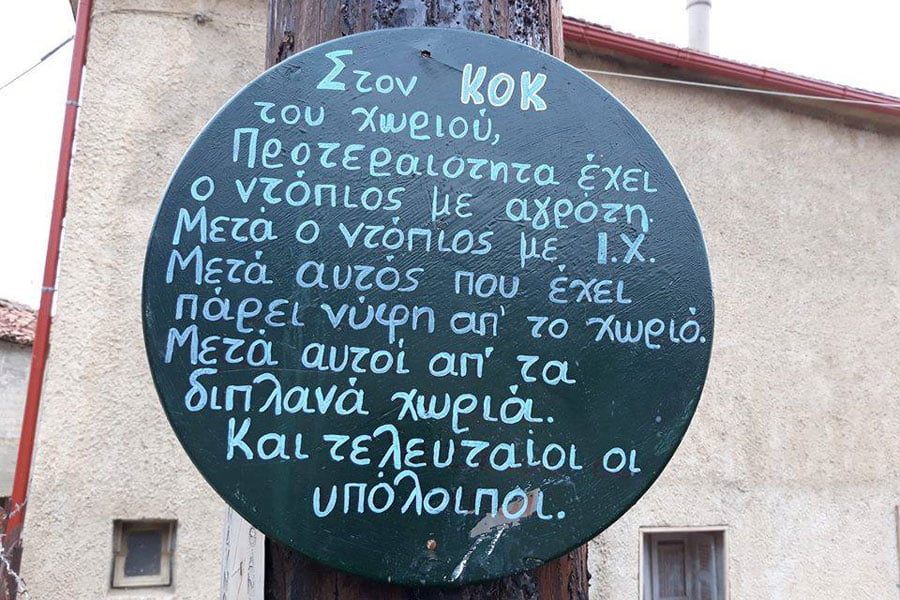 Στον ΚΟΚ
του χωριού,
Προτεραιότητα έχει
ο ντόπιος με αγρότη.
Μετά ο ντόπιος με Ι.Χ.
Μετά αυτός που έχει
πάρει νύφη απ' το χωριό.
Μετά αυτοί απ' τα
διπλανά χωριά.
Και τελευταίοι οι
υπόλοιποι.